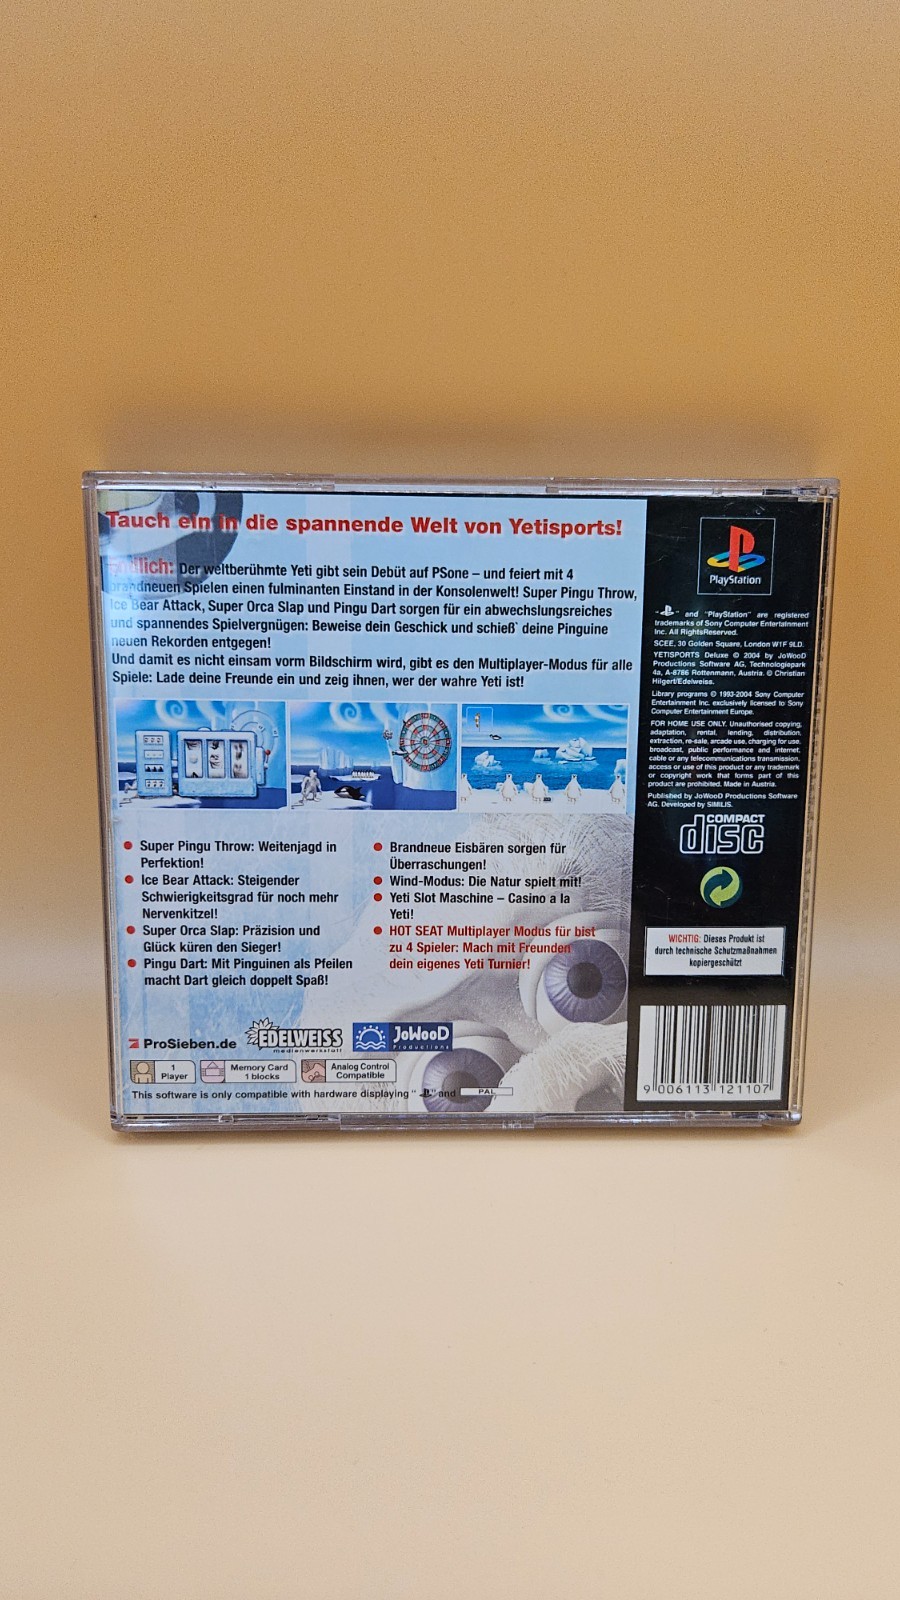 Tauch ein in die spannende Welt von Yetisports!
Endlich: Der weltberühmte Yeti gibt sein Debüt auf PSone – und feiert mit 4
brandneuen Spielen einen fulminanten Einstand in der Konsolenwelt! Super Pingu Throw,
Ice Bear Attack, Super Orca Slap und Pingu Dart sorgen für ein abwechslungsreiches
und spannendes Spielvergnügen: Beweise dein Geschick und schieß` deine Pinguine
neuen Rekorden entgegen!
Und damit es nicht einsam vorm Bildschirm wird, gibt es den Multiplayer-Modus für alle
Spiele: Lade deine Freunde ein und zeig ihnen, wer der wahre Yeti ist!
• Super Pingu Throw: Weitenjagd in
Perfektion!
• Ice Bear Attack: Steigender
Schwierigkeitsgrad für noch mehr
Nervenkitzel!
• Super Orca Slap: Präzision und
Glück küren den Sieger!
• Pingu Dart: Mit Pinguinen als Pfeilen
macht Dart gleich doppelt Spaß!
• Brandneue Eisbären sorgen für
Überraschungen!
• Wind-Modus: Die Natur spielt mit!
• Yeti Slot Maschine – Casino a la
Yeti!
• HOT SEAT Multiplayer Modus für bist
zu 4 Spieler: Mach mit Freunden
dein eigenes Yeti Turnier!
ProSieben.de
EDELWEISS
medienwerkstatt
JoWooD
Productions
1
Player
Memory Card
1 blocks
Analog Control
Compatible
This software is only compatible with hardware displaying " " and PAL
PlayStation
" " and "PlayStation" are registered
trademarks of Sony Computer Entertainment
Inc. All RightsReserved.
SCEE, 30 Golden Square, London W1F 9LD.
YETISPORTS Deluxe © 2004 by JoWooD
Productions Software AG, Technologiepark
4a, A-8786 Rottenmann, Austria. © Christian
Hilgert/Edelweiss.
Library programs © 1993-2004 Sony Computer
Entertainment Inc. exclusively licensed to Sony
Computer Entertainment Europe.
FOR HOME USE ONLY. Unauthorised copying,
adaptation, rental, lending, distribution,
extraction, re-sale, arcade use, charging for use,
broadcast, public performance and internet,
cable or any telecommunications transmission,
access or use of this product or any trademark
or copyright work that forms part of this
product are prohibited. Made in Austria.
Published by JoWooD Productions Software
AG. Developed by SIMILIS.
COMPACT
disc
WICHTIG: Dieses Produkt ist
durch technische Schutzmaßnahmen
kopiergeschützt
9 006113 121107